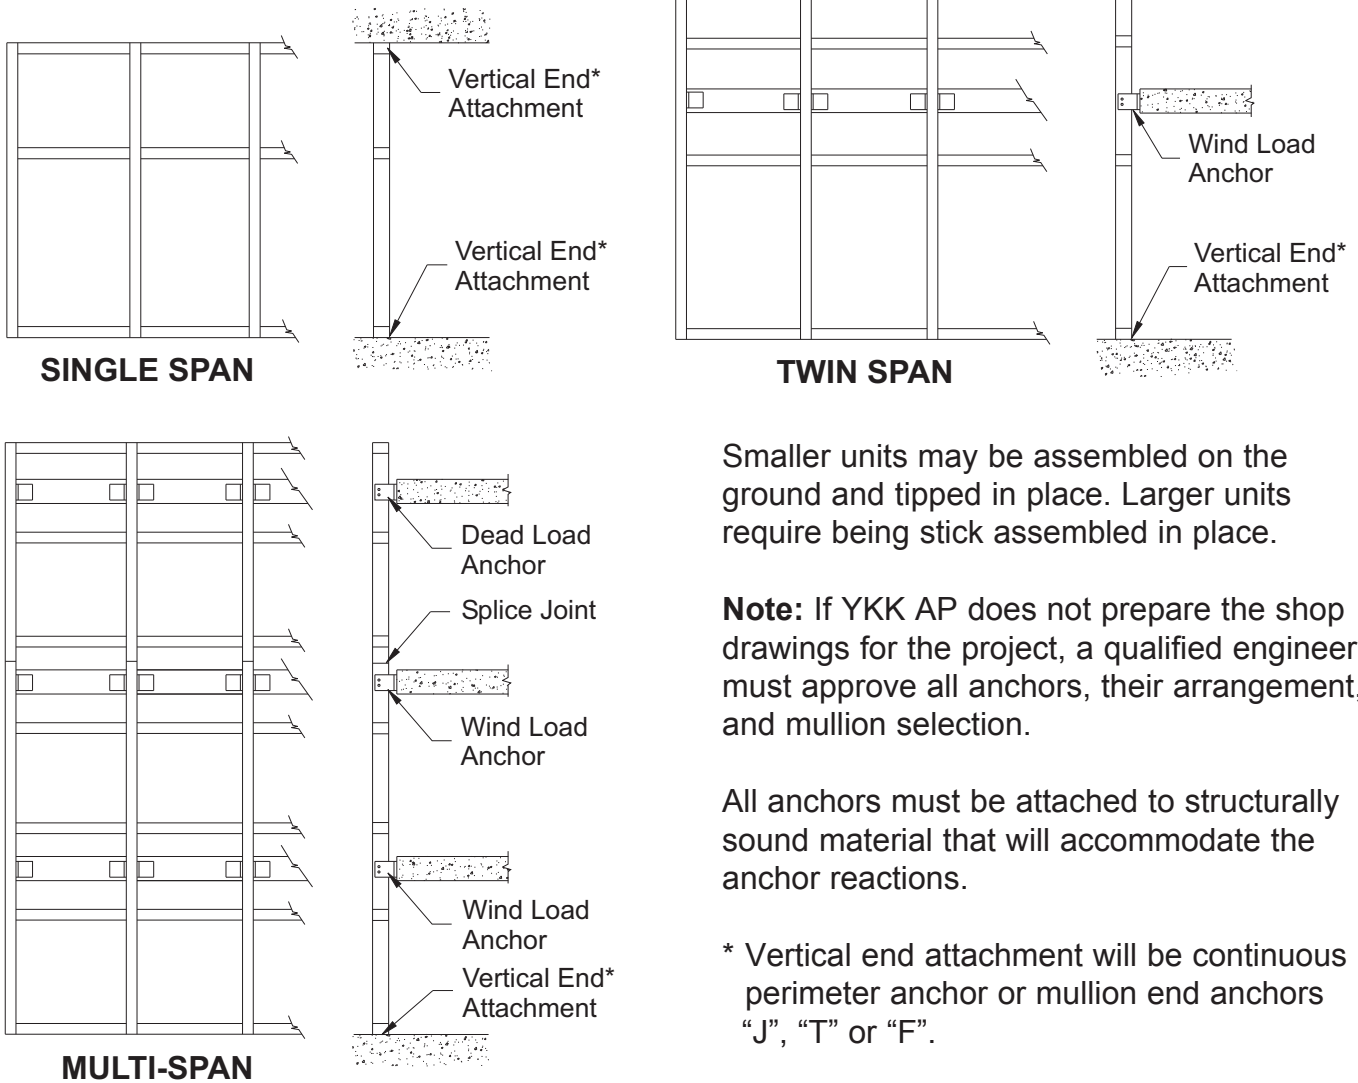 Vertical End*
Attachment
Vertical End*
Attachment
SINGLE SPAN
Wind Load
Anchor
Vertical End*
Attachment
TWIN SPAN
Dead Load
Anchor
Splice Joint
Wind Load
Anchor
Wind Load
Anchor
Vertical End*
Attachment
MULTI-SPAN
Smaller units may be assembled on the
ground and tipped in place. Larger units
require being stick assembled in place.
Note: If YKK AP does not prepare the shop
drawings for the project, a qualified engineer
must approve all anchors, their arrangement,
and mullion selection.
All anchors must be attached to structurally
sound material that will accommodate the
anchor reactions.
* Vertical end attachment will be continuous
perimeter anchor or mullion end anchors
“J”, “T” or “F”.